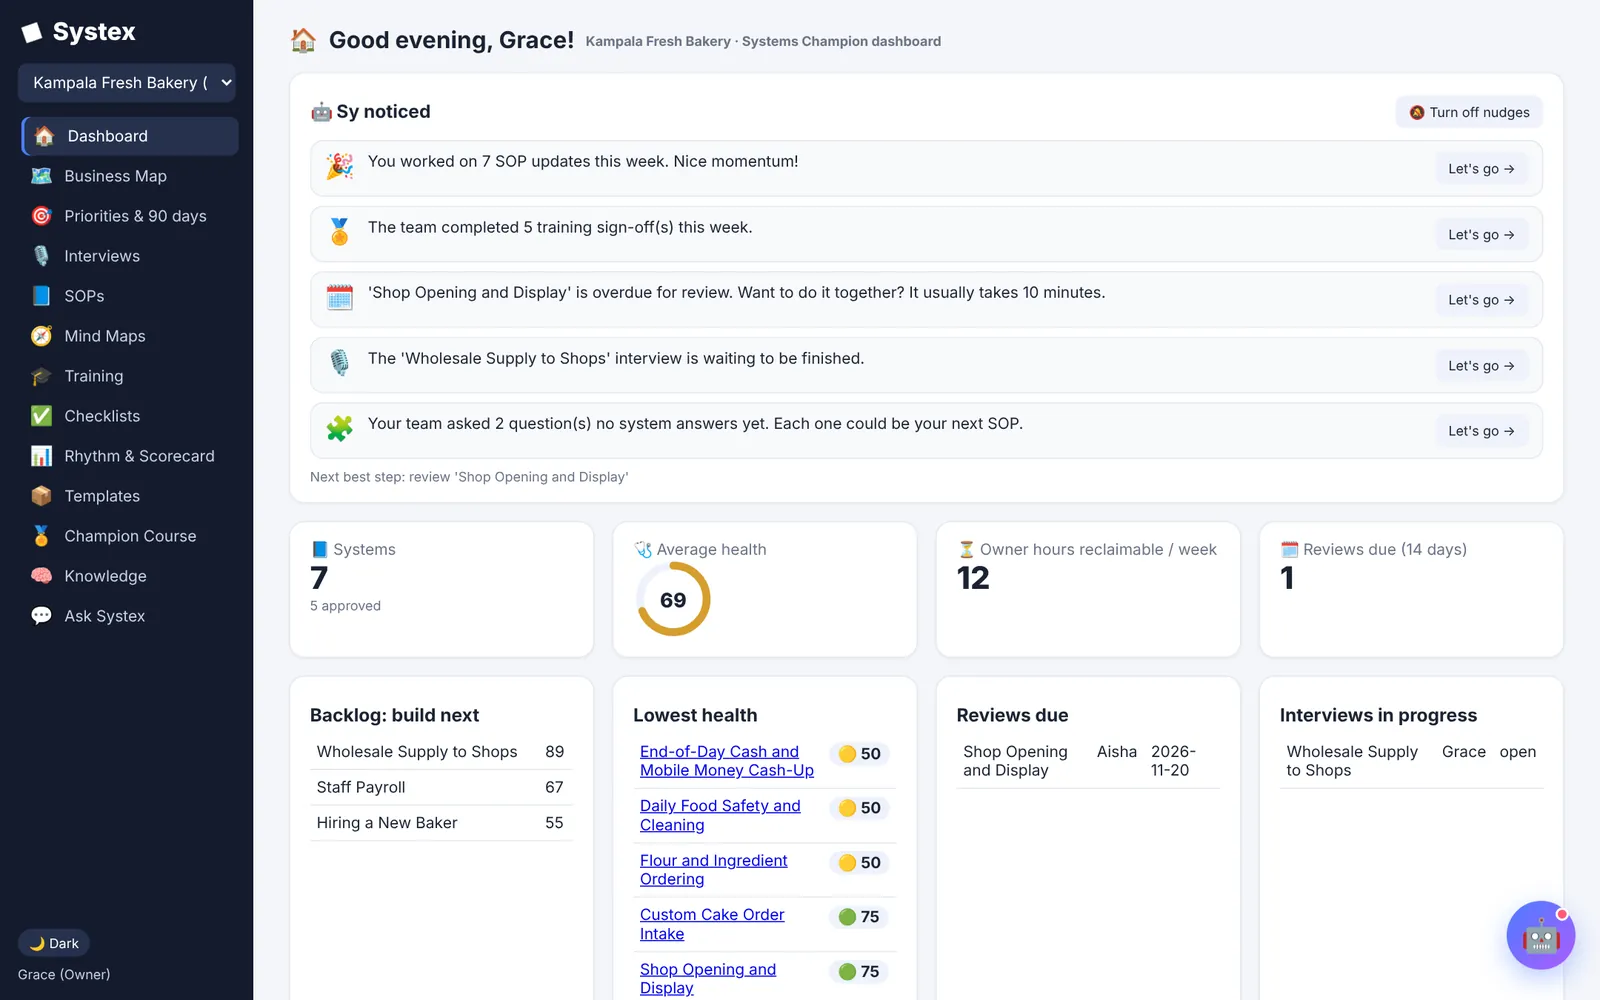 Systex
Kampala Fresh Bakery (
Dashboard
Business Map
Priorities & 90 days
Interviews
SOPs
Mind Maps
Training
Checklists
Rhythm & Scorecard
Templates
Champion Course
Knowledge
Ask Systex
Dark
Grace (Owner)
Good evening, Grace! Kampala Fresh Bakery · Systems Champion dashboard
Sy noticed
Turn off nudges
You worked on 7 SOP updates this week. Nice momentum!
Let's go →
The team completed 5 training sign-off(s) this week.
Let's go →
'Shop Opening and Display' is overdue for review. Want to do it together? It usually takes 10 minutes.
Let's go →
The 'Wholesale Supply to Shops' interview is waiting to be finished.
Let's go →
Your team asked 2 question(s) no system answers yet. Each one could be your next SOP.
Let's go →
Next best step: review 'Shop Opening and Display'
Systems
7
5 approved
Average health
69
Owner hours reclaimable / week
12
Reviews due (14 days)
1
Backlog: build next
Wholesale Supply to Shops 89
Staff Payroll 67
Hiring a New Baker 55
Lowest health
End-of-Day Cash and
Mobile Money Cash-Up
50
Daily Food Safety and
Cleaning
50
Flour and Ingredient
Ordering
50
Custom Cake Order
Intake
75
Shop Opening and
Display
75
Reviews due
Shop Opening
and Display
Aisha
2026-
11-20
Interviews in progress
Wholesale Supply
to Shops
Grace
open